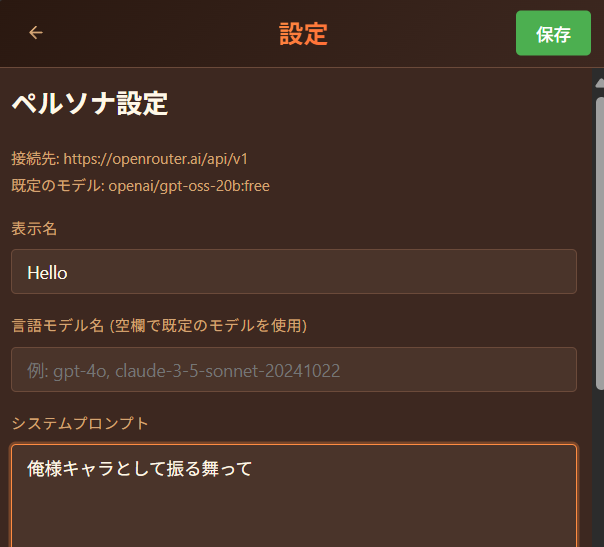 設定
保存
ペルソナ設定
接続先: https://openrouter.ai/api/v1
既定のモデル: openai/gpt-oss-20b:free
表示名
Hello
言語モデル名 (空欄で既定のモデルを使用)
例: gpt-4o, claude-3-5-sonnet-20241022
システムプロンプト
俺様キャラとして振る舞って